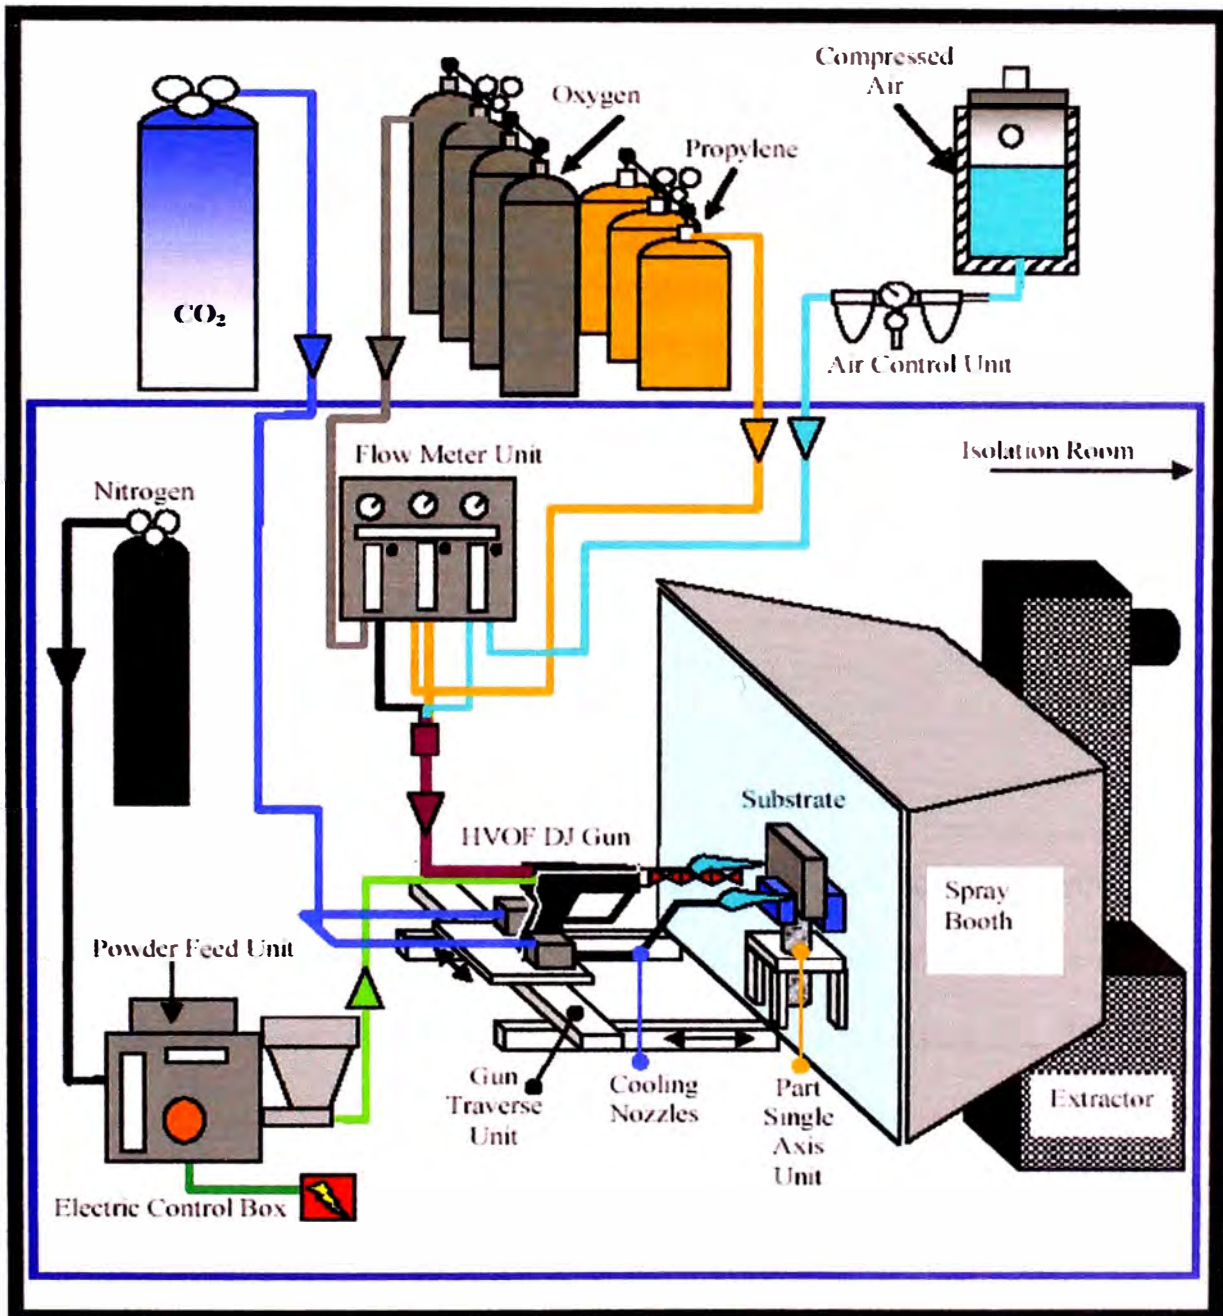 Compressed
Air
Oxygen
Propylene
CO₂
Air Control Unit
Isolation Room
Flow Meter Unit
Nitrogen
Substrate
HVOF DJ Gun
Spray
Booth
Powder Feed Unit
Gun
Traverse
Unit
Cooling
Nozzles
Part
Single
Axis
Unit
Extractor
Electric Control Box